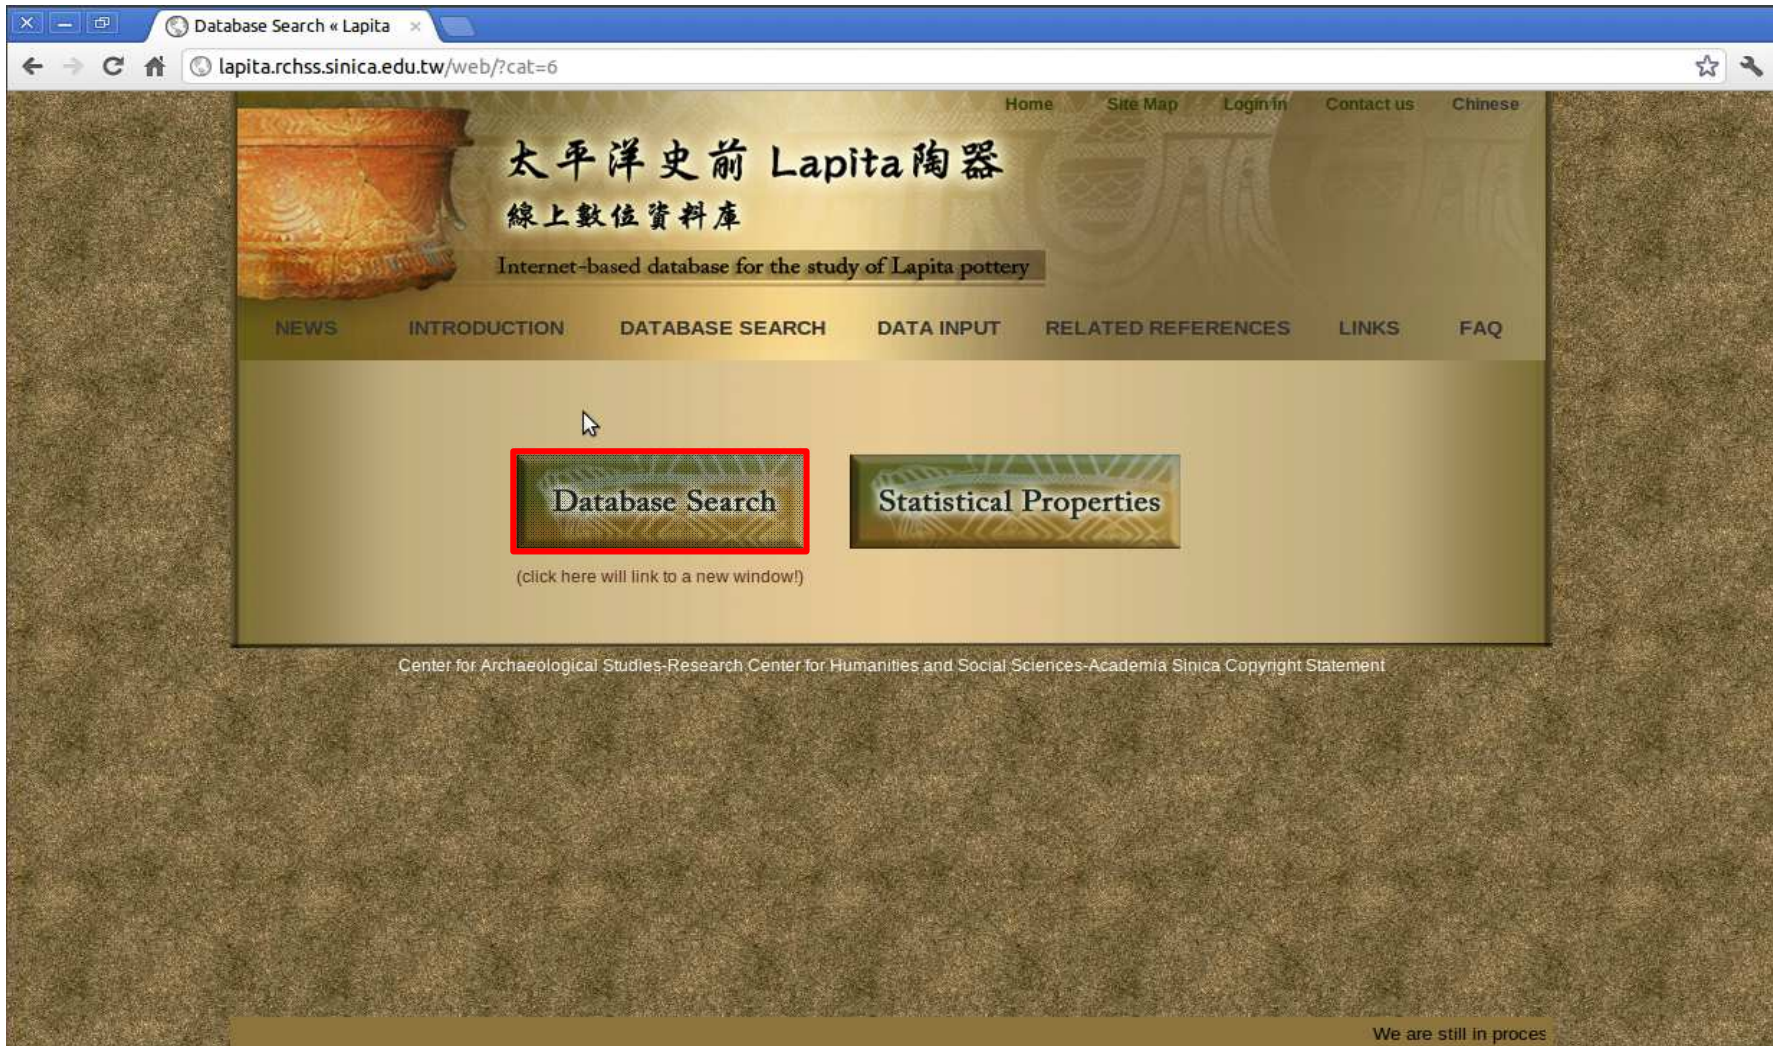 Database Search « Lapita
lapita.rchss.sinica.edu.tw/web/?cat=6
Home Site Map Login in Contact us Chinese
太平洋史前 Lapita陶器
線上數位資料庫
Internet-based database for the study of Lapita pottery
NEWS INTRODUCTION DATABASE SEARCH DATA INPUT RELATED REFERENCES LINKS FAQ
Database Search Statistical Properties
(click here will link to a new window!)
Center for Archaeological Studies-Research Center for Humanities and Social Sciences-Academia Sinica Copyright Statement
We are still in proces